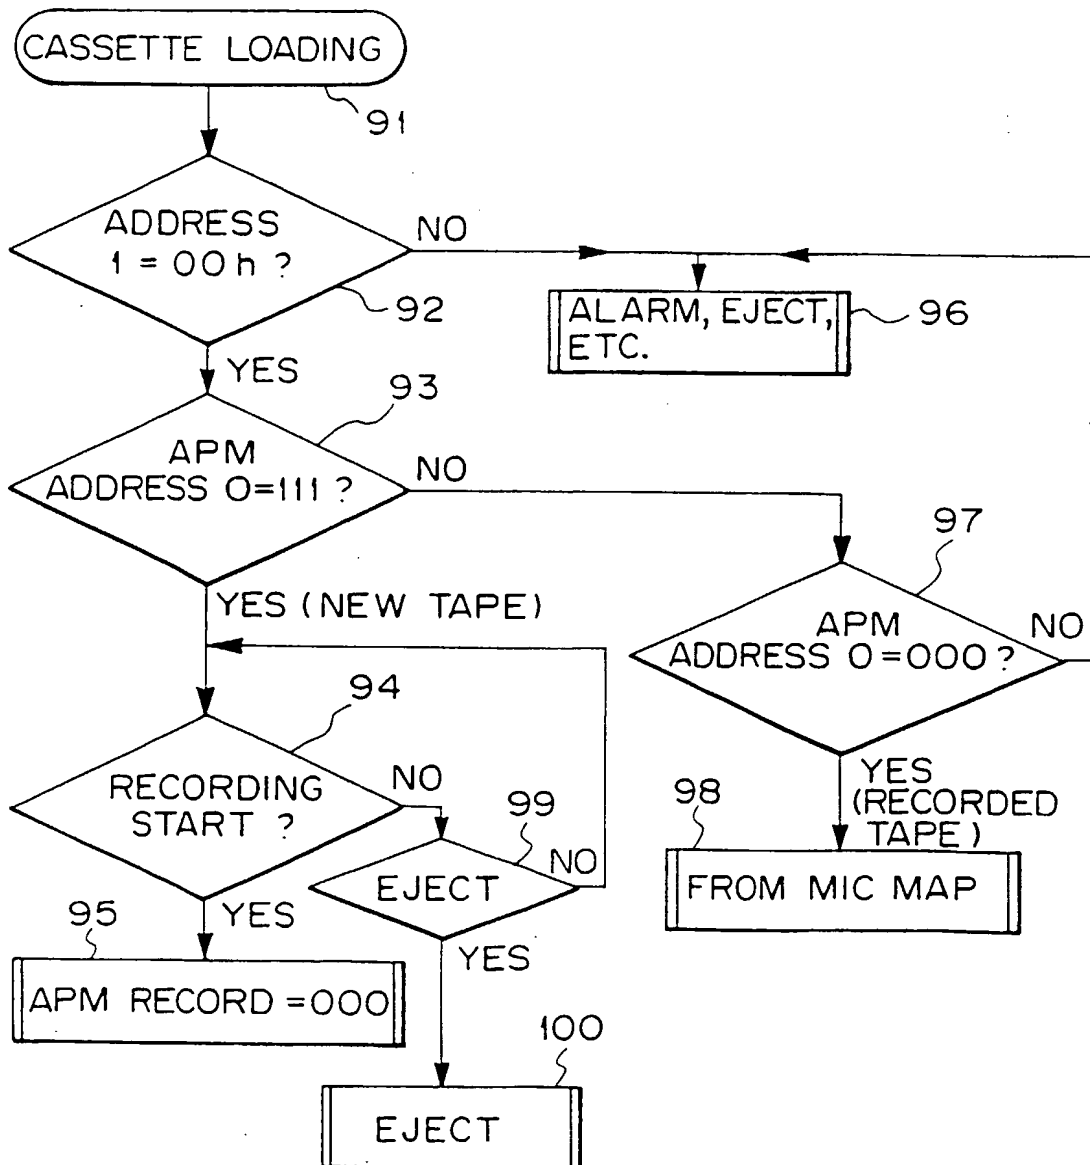 CASSETTE LOADING
91
ADDRESS
1 = 00h ?
NO
92
ALARM, EJECT,
ETC.
96
YES
93
APM
ADDRESS 0=111 ?
NO
97
YES (NEW TAPE)
APM
ADDRESS 0=000 ?
NO
94
RECORDING
START ?
NO
YES
(RECORDED
TAPE)
98
99
EJECT
NO
FROM MIC MAP
YES
95
YES
APM RECORD =000
100
EJECT